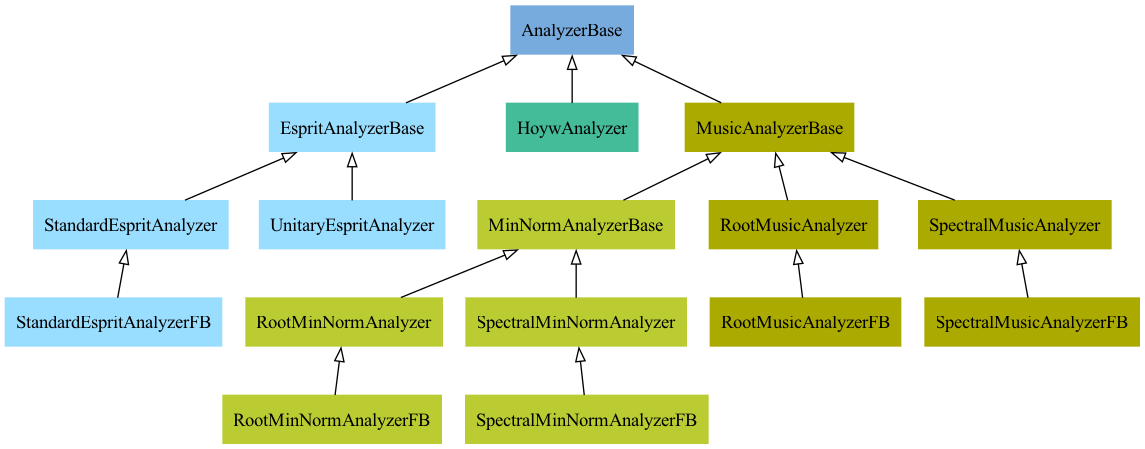 AnalyzerBase
EspritAnalyzerBase
HoywAnalyzer
MusicAnalyzerBase
StandardEspritAnalyzer
UnitaryEspritAnalyzer
MinNormAnalyzerBase
RootMusicAnalyzer
SpectralMusicAnalyzer
StandardEspritAnalyzerFB
RootMinNormAnalyzer
SpectralMinNormAnalyzer
RootMusicAnalyzerFB
SpectralMusicAnalyzerFB
RootMinNormAnalyzerFB
SpectralMinNormAnalyzerFB